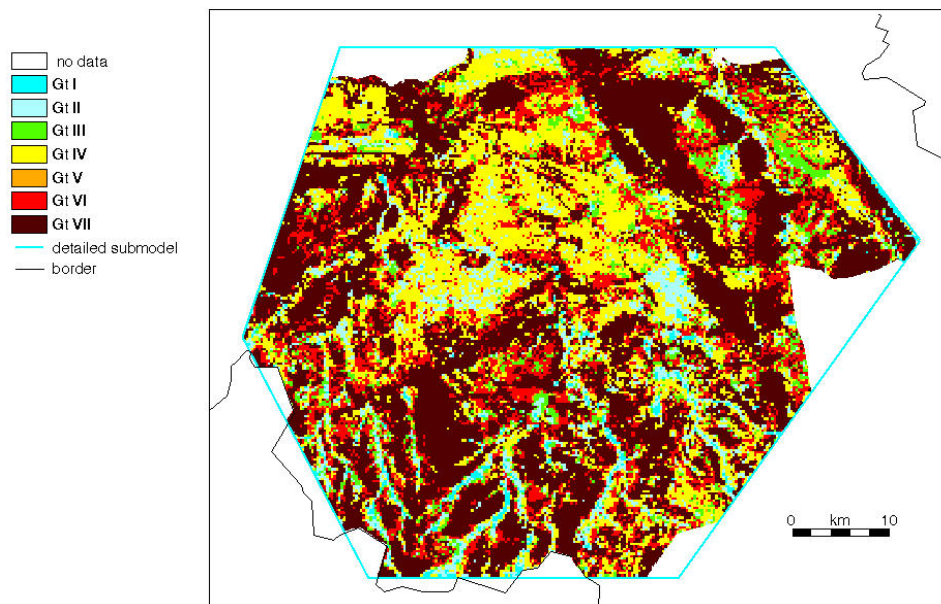 no data
Gt I
Gt II
Gt III
Gt IV
Gt V
Gt VI
Gt VII
detailed submodel
border
0 km 10